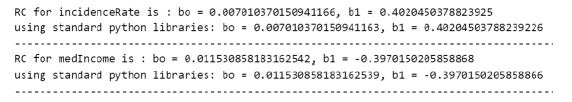 RC for incidenceRate is : bo = 0.007010370150941166, b1 = 0.4020450378823925
using standard python libraries: bo = 0.007010370150941163, b1 = 0.40204503788239226
--------------------------------------------------------------------------------
RC for medIncome is : bo = 0.011530858183162542, b1 = -0.3970150205858868
using standard python libraries: bo = 0.011530858183162539, b1 = -0.39701502058588​66
--------------------------------------------------------------------------------